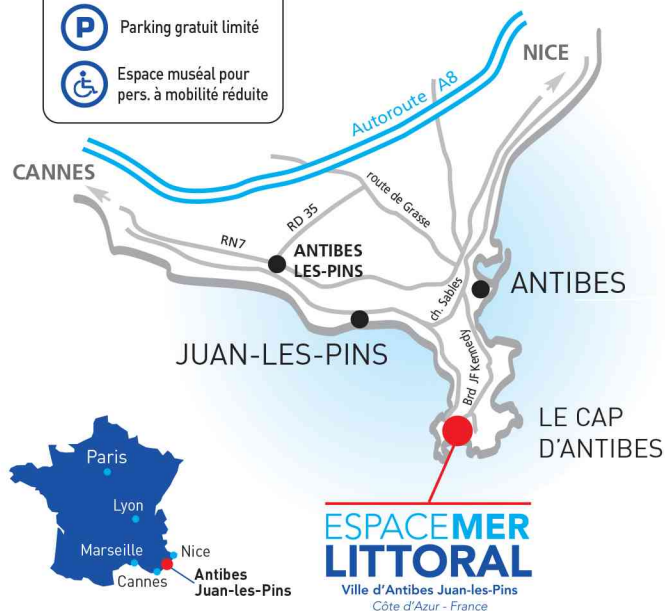 P
Parking gratuit limité
Espace muséal pour
pers. à mobilité réduite
NICE
Autoroute A8
CANNES
route de Grasse
RD 35
RN7
ANTIBES
LES-PINS
ch. Sables
ANTIBES
JUAN-LES-PINS
Brd JF Kennedy
LE CAP
D'ANTIBES
Paris
Lyon
Marseille
Nice
Cannes
Antibes
Juan-les-Pins
ESPACEMER
LITTORAL
Ville d'Antibes Juan-les-Pins
Côte d'Azur - France